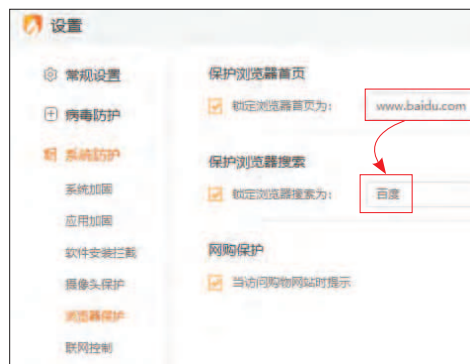 设置
常规设置
病毒防护
系统防护
系统加固
应用加固
软件安装拦截
摄像头保护
浏览器保护
联网控制
保护浏览器首页
锁定浏览器首页为：
www.baidu.com
保护浏览器搜索
锁定浏览器搜索为：
百度
网购保护
当访问购物网站时提示